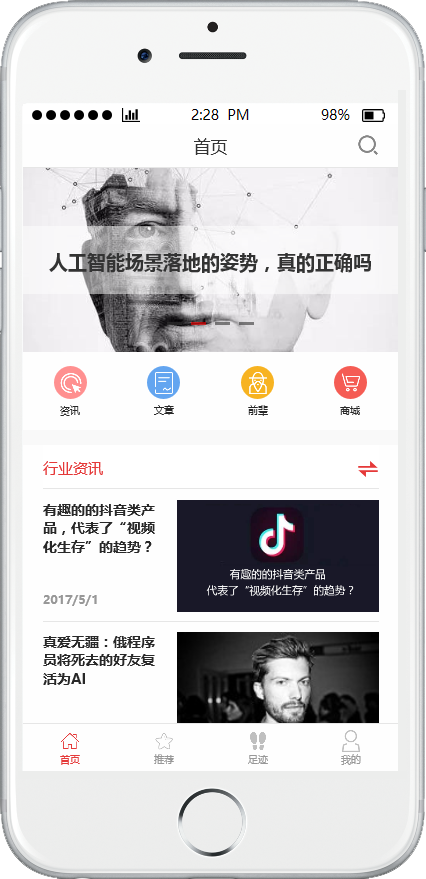 2:28 PM
98%
首页
人工智能场景落地的姿势，真的正确吗
资讯
文章
前辈
商城
行业资讯
有趣的的抖音类产
品，代表了“视频
化生存”的趋势？
2017/5/1
有趣的的抖音类产品
代表了“视频化生存”的趋势？
真爱无疆：俄程序
员将死去的好友复
活为AI
首页
推荐
足迹
我的